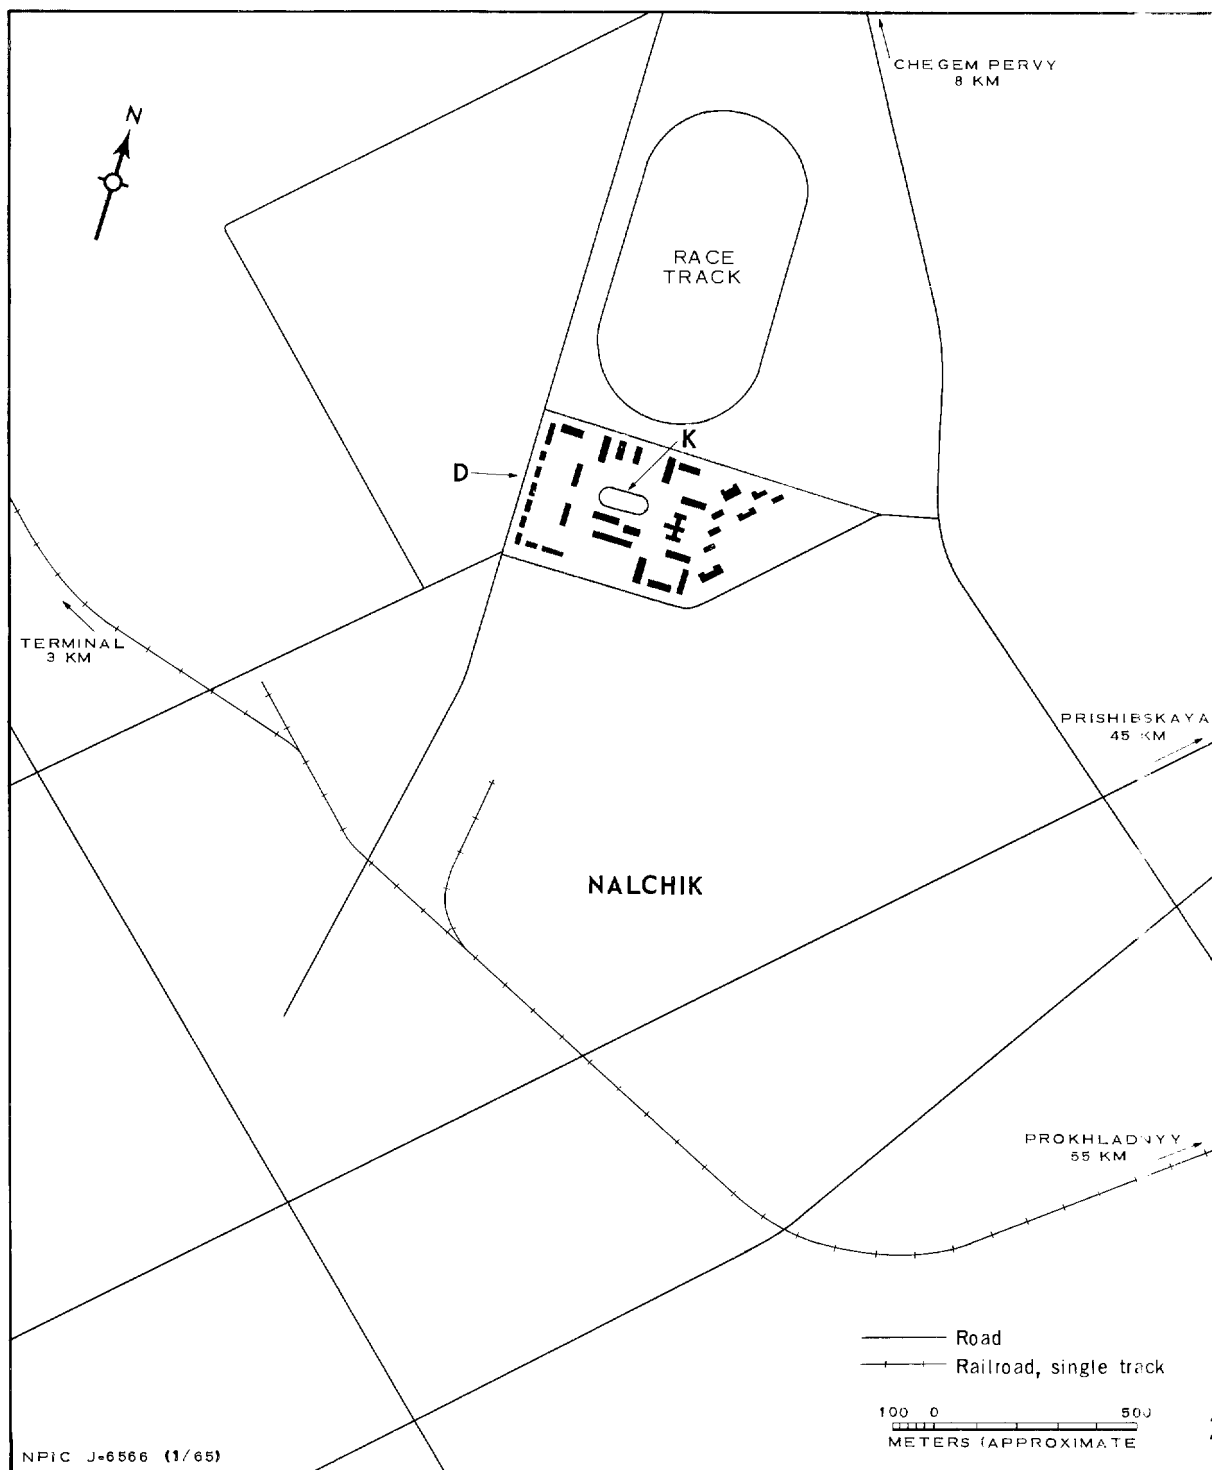 CHEGEM PERVY
8 KM
N
RACE
TRACK
K
D
TERMINAL
3 KM
PRISHIBSKAYA
45 KM
NALCHIK
PROKHLADNYY
55 KM
Road
Railroad, single track
100 0 500
METERS (APPROXIMATE
NPIC J-6566 (1/65)